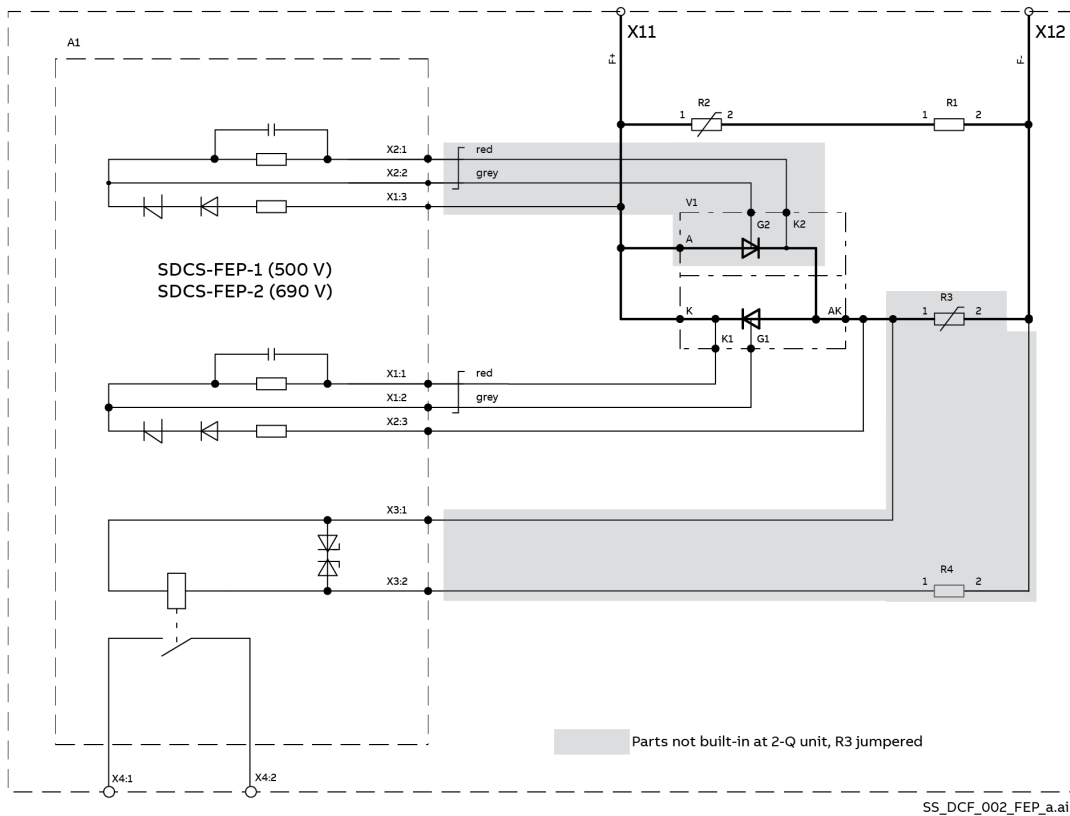 X11
X12
A1
F+
F-
R2
1
2
R1
1
2
X2:1
red
X2:2
grey
X1:3
V1
G2
K2
A
SDCS-FEP-1 (500 V)
SDCS-FEP-2 (690 V)
R3
1
2
K
AK
K1
G1
X1:1
red
X1:2
grey
X2:3
X3:1
X3:2
R4
1
2
Parts not built-in at 2-Q unit, R3 jumpered
X4:1
X4:2
SS_DCF_002_FEP_a.ai